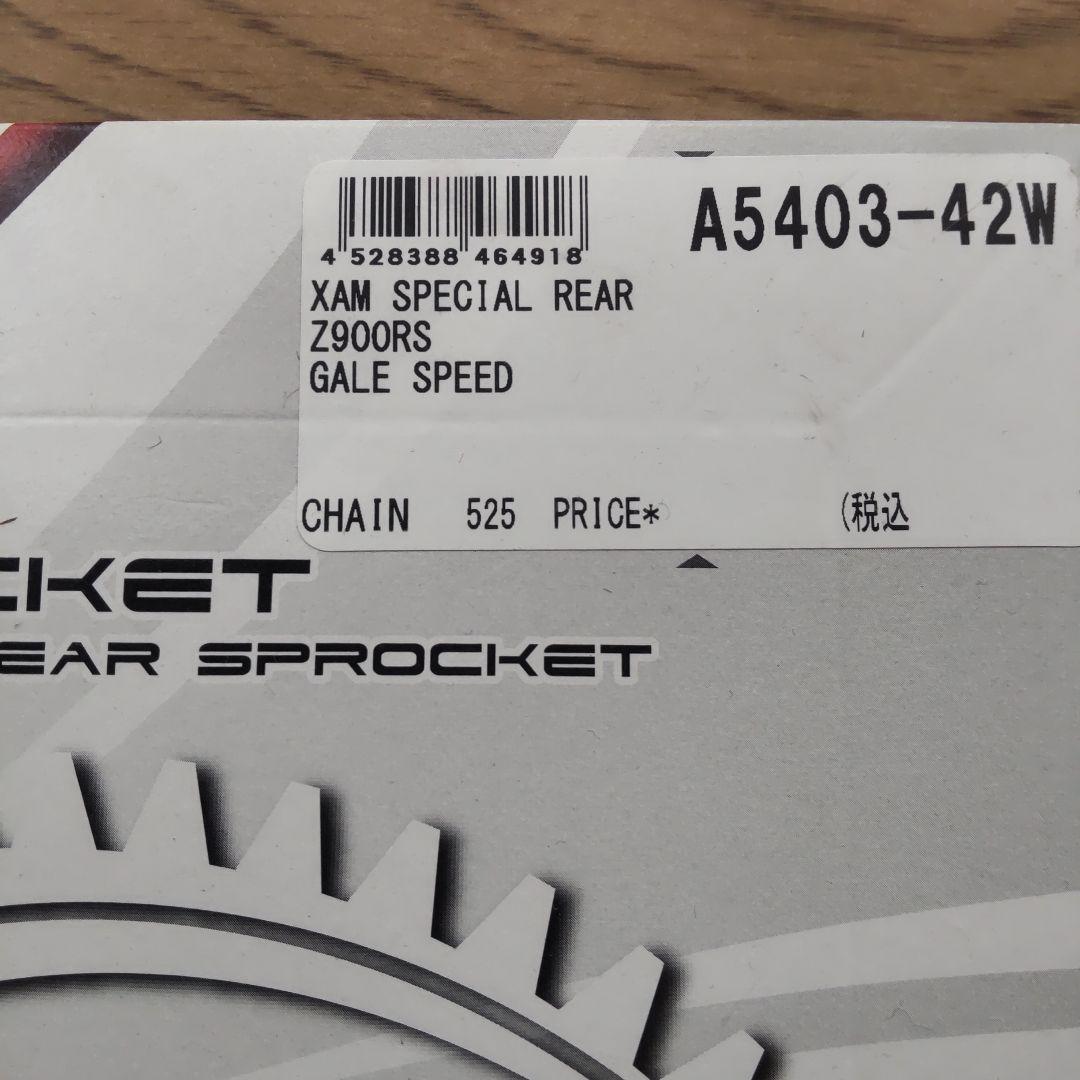 A5403-42W
4 528388 464918
XAM SPECIAL REAR
Z900RS
GALE SPEED
CHAIN 525 PRICE* (税込
CKET
EAR SPROCKET